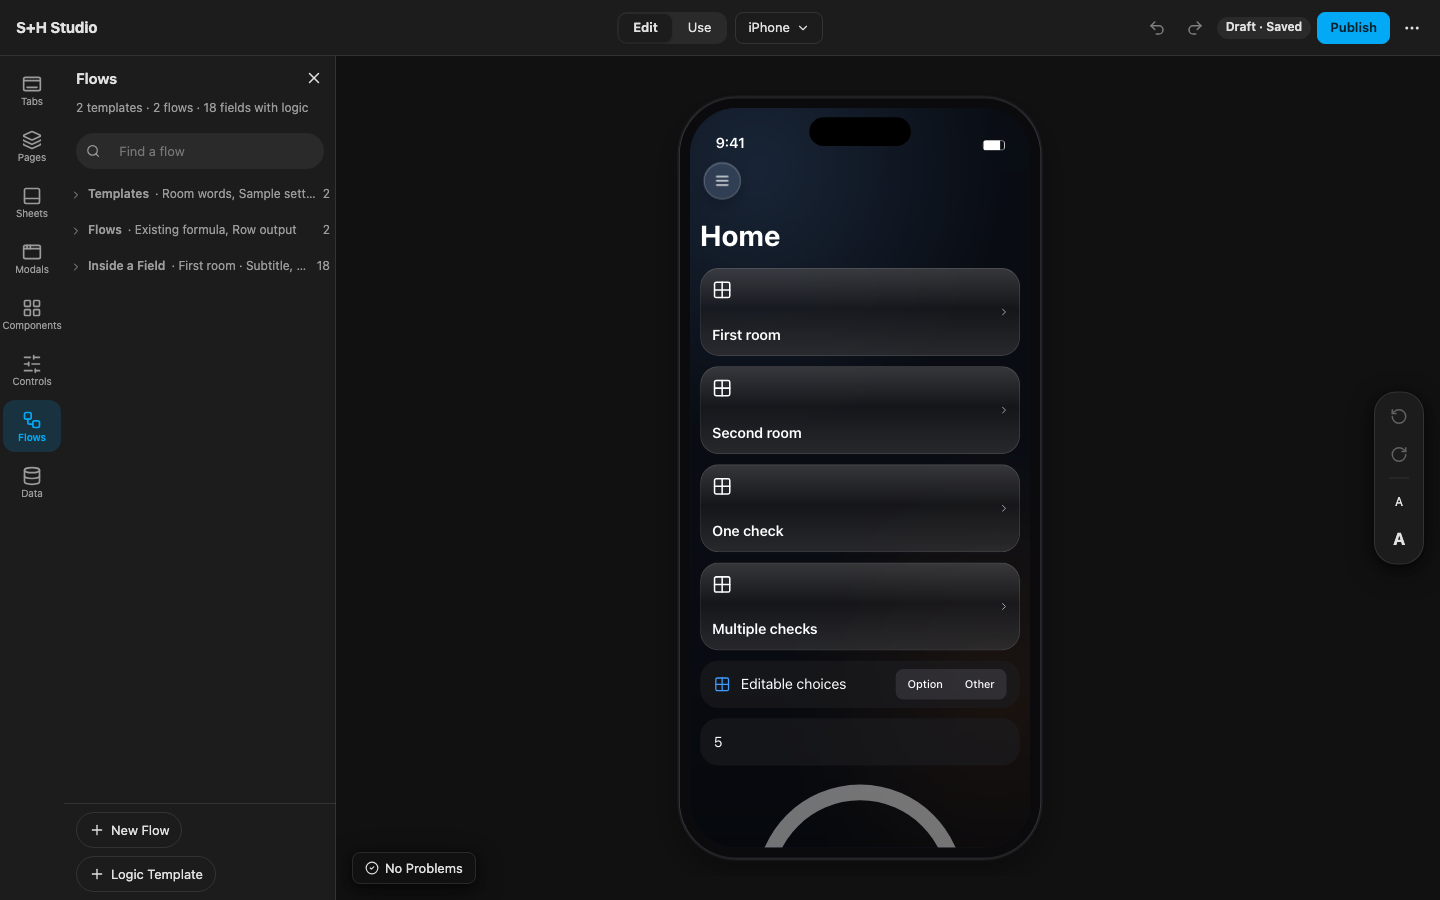 S+H Studio
Edit
Use
iPhone
Draft · Saved
Publish
Tabs
Pages
Sheets
Modals
Components
Controls
Flows
Data
Flows
2 templates · 2 flows · 18 fields with logic
Find a flow
Templates · Room words, Sample sett... 2
Flows · Existing formula, Row output 2
Inside a Field · First room · Subtitle, ... 18
New Flow
Logic Template
No Problems
9:41
Home
First room
Second room
One check
Multiple checks
Editable choices Option Other
5
A
A